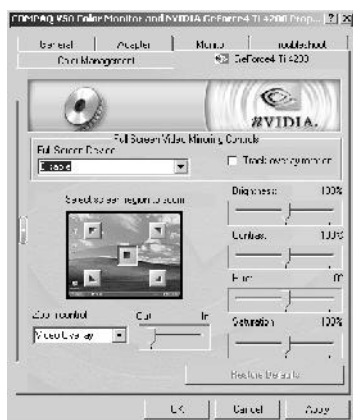 COMPAQ V50 Color Monitor and NVIDIA GeForce4 Ti 4200 Prop... ? X
General Adapter Monitor Troubleshoot
Color Management GeForce4 Ti 4200
NVIDIA.
Full Screen Video Mirroring Controls
Full Screen Device
Disable
Track overlay rotation
Select screen region to zoom
Brightness: 100%
Contrast: 100%
Hue: 0°
Zoom control Out In
Video Overlay
Saturation 100%
Restore Defaults
OK Cancel Apply